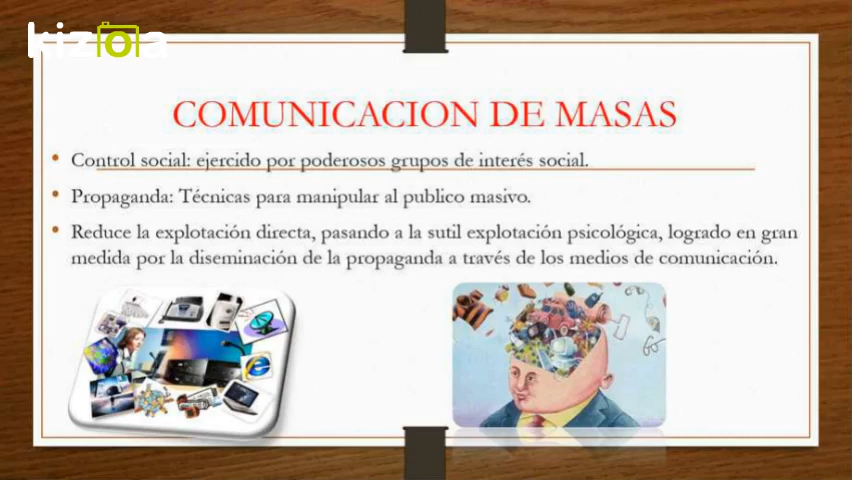 kizoa
COMUNICACION DE MASAS
• Control social: ejercido por poderosos grupos de interés social.
• Propaganda: Técnicas para manipular al publico masivo.
• Reduce la explotación directa, pasando a la sutil explotación psicológica, logrado en gran
medida por la diseminación de la propaganda a través de los medios de comunicación.